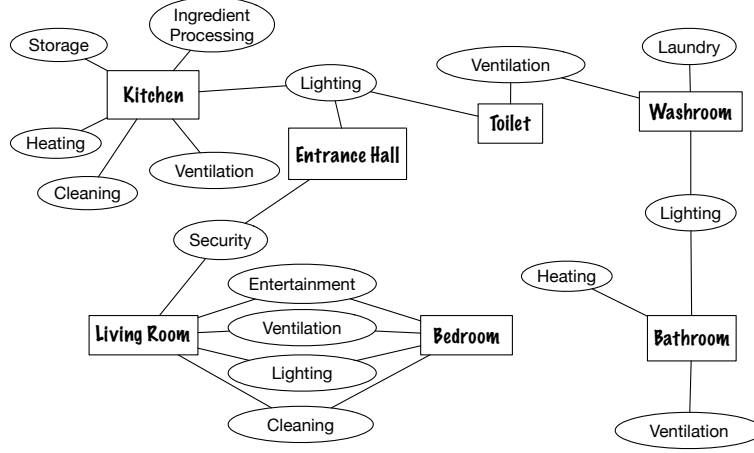 Ingredient
Processing
Storage
Laundry
Ventilation
Lighting
Kitchen
Toilet
Washroom
Heating
Entrance Hall
Ventilation
Cleaning
Lighting
Security
Heating
Entertainment
Ventilation
Living Room
Bedroom
Bathroom
Lighting
Cleaning
Ventilation